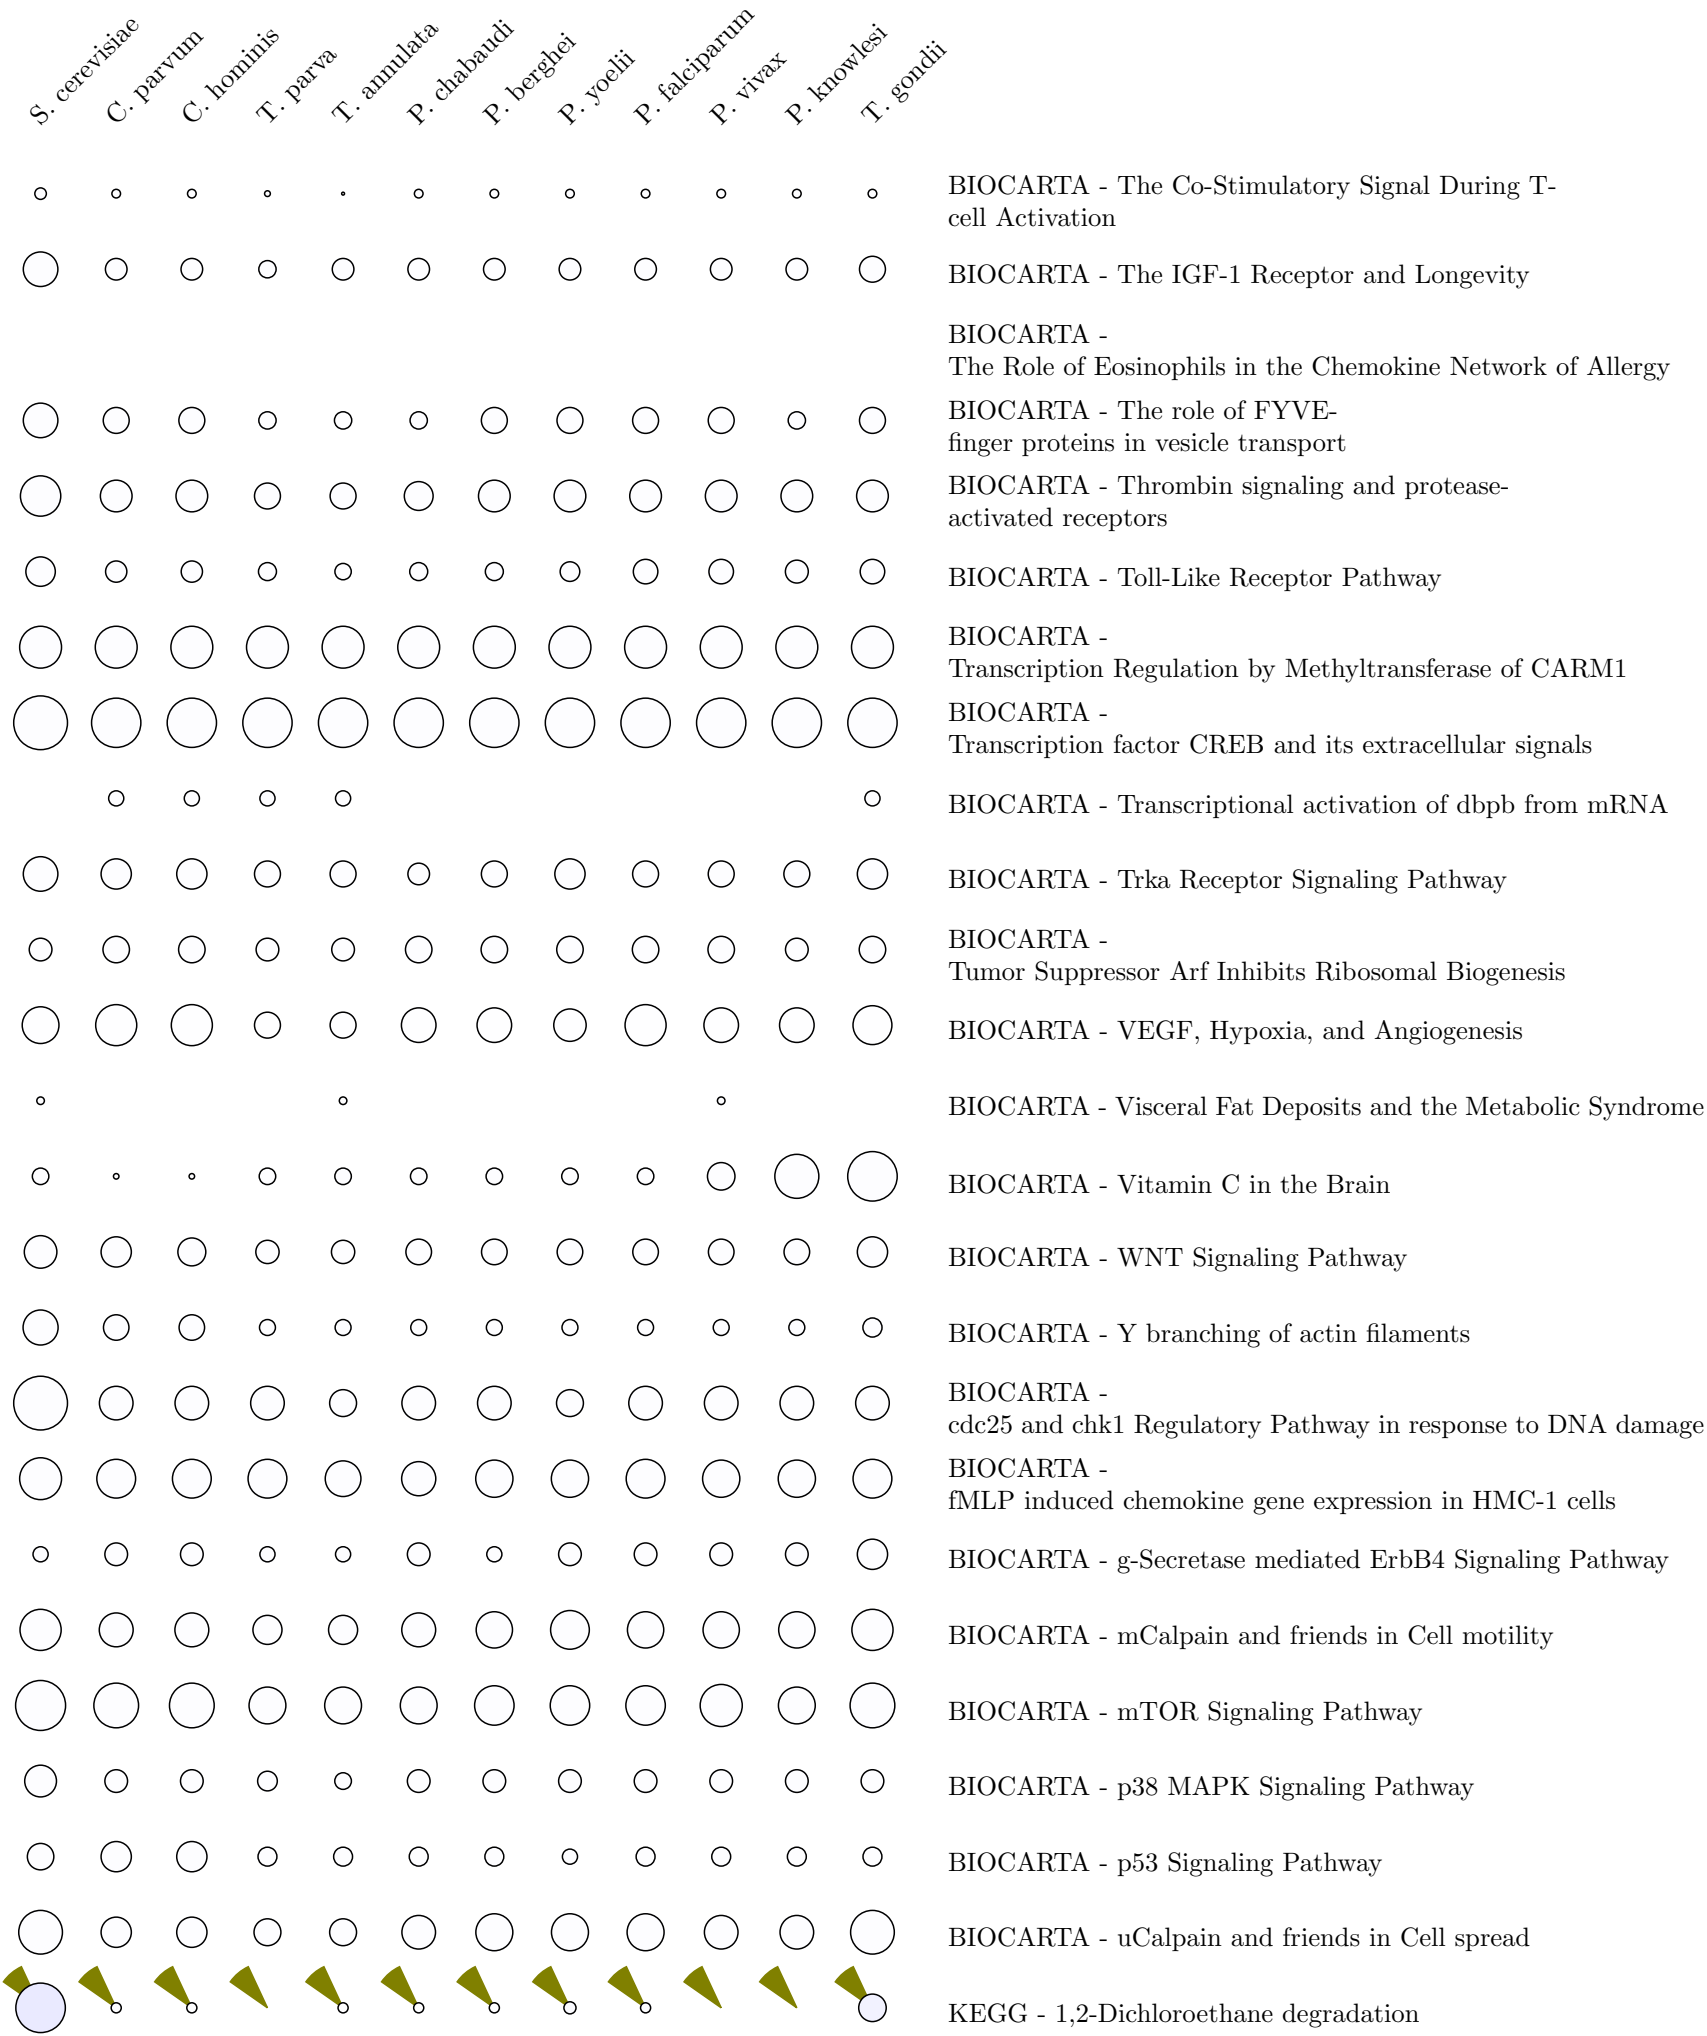 S. cerevisiae
C. parvum
C. hominis
T. parva
T. annulata
P. chabaudi
P. berghei
P. yoelii
P. falciparum
P. vivax
P. knowlesi
T. gondii
BIOCARTA - The Co-Stimulatory Signal During T-
cell Activation
BIOCARTA - The IGF-1 Receptor and Longevity
BIOCARTA -
The Role of Eosinophils in the Chemokine Network of Allergy
BIOCARTA - The role of FYVE-
finger proteins in vesicle transport
BIOCARTA - Thrombin signaling and protease-
activated receptors
BIOCARTA - Toll-Like Receptor Pathway
BIOCARTA -
Transcription Regulation by Methyltransferase of CARM1
BIOCARTA -
Transcription factor CREB and its extracellular signals
BIOCARTA - Transcriptional activation of dbpb from mRNA
BIOCARTA - Trka Receptor Signaling Pathway
BIOCARTA -
Tumor Suppressor Arf Inhibits Ribosomal Biogenesis
BIOCARTA - VEGF, Hypoxia, and Angiogenesis
BIOCARTA - Visceral Fat Deposits and the Metabolic Syndrome
BIOCARTA - Vitamin C in the Brain
BIOCARTA - WNT Signaling Pathway
BIOCARTA - Y branching of actin filaments
BIOCARTA -
cdc25 and chk1 Regulatory Pathway in response to DNA damage
BIOCARTA -
fMLP induced chemokine gene expression in HMC-1 cells
BIOCARTA - g-Secretase mediated ErbB4 Signaling Pathway
BIOCARTA - mCalpain and friends in Cell motility
BIOCARTA - mTOR Signaling Pathway
BIOCARTA - p38 MAPK Signaling Pathway
BIOCARTA - p53 Signaling Pathway
BIOCARTA - uCalpain and friends in Cell spread
KEGG - 1,2-Dichloroethane degradation